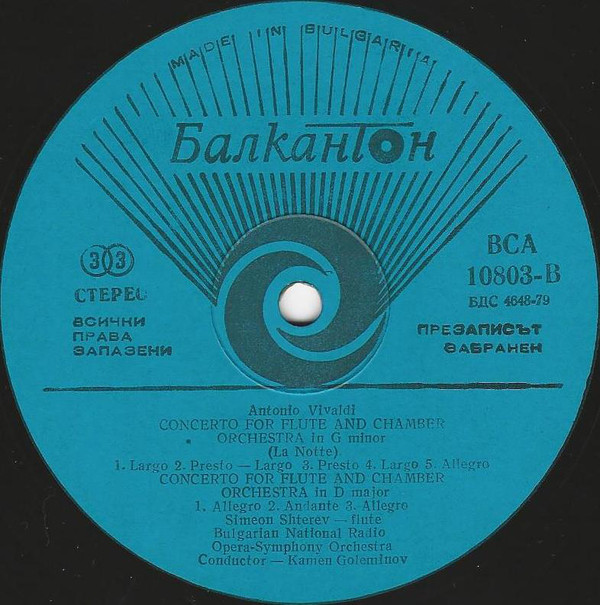 MADE IN BULGARIA
Балкантон
33
СТЕРЕО
ВСИЧКИ
ПРАВА
ЗАПАЗЕНИ
ВСА
10803-В
БДС 4648-79
ПРЕЗАПИСЪТ
ЗАБРАНЕН
Antonio Vivaldi
CONCERTO FOR FLUTE AND CHAMBER
ORCHESTRA in G minor
(La Notte)
1. Largo 2. Presto — Largo 3. Presto 4. Largo 5. Allegro
CONCERTO FOR FLUTE AND CHAMBER
ORCHESTRA in D major
1. Allegro 2. Andante 3. Allegro
Simeon Shterev — flute
Bulgarian National Radio
Opera-Symphony Orchestra
Conductor — Kamen Goleminov